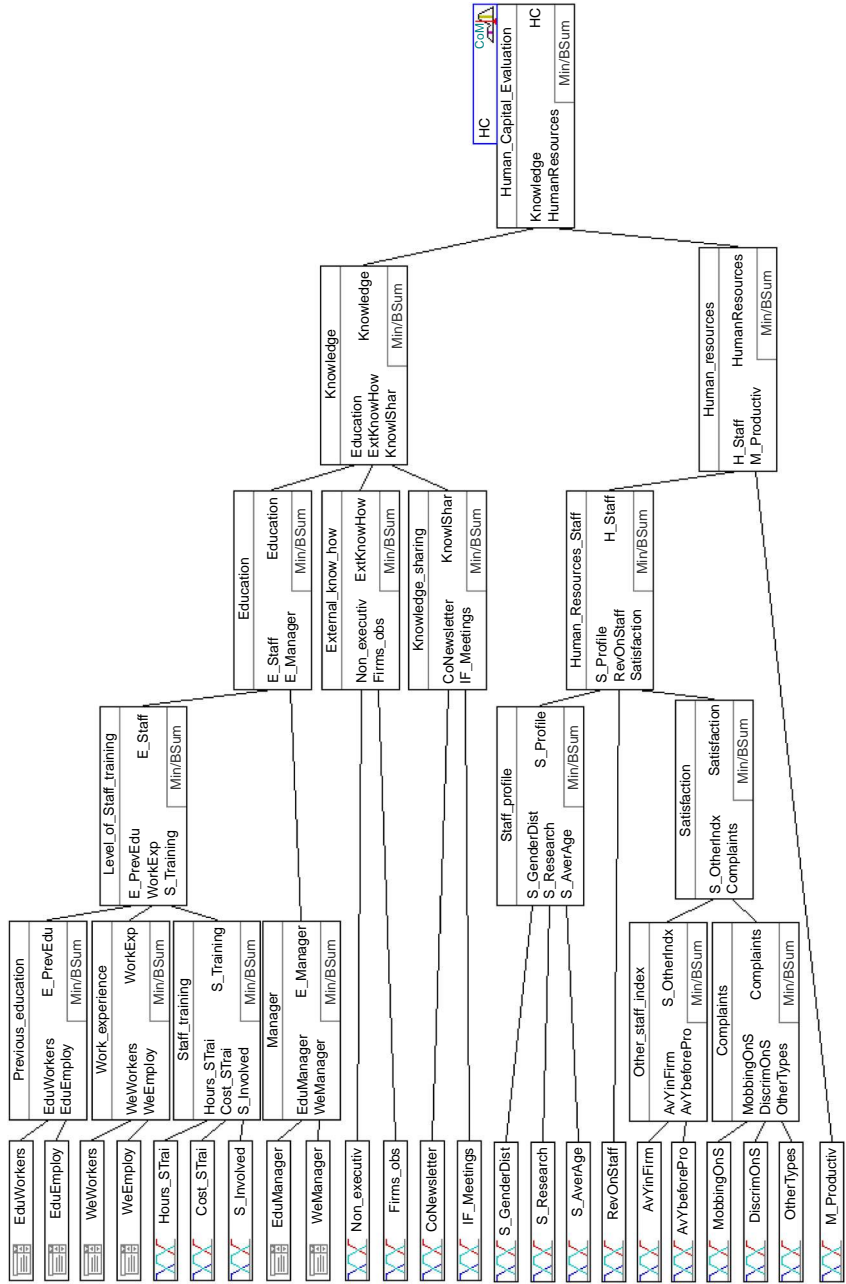 EduWorkers
EduEmploy
WeWorkers
WeEmploy
Hours_STrai
Cost_STrai
S_Involved
EduManager
WeManager
Non_executiv
Firms_obs
CoNewsletter
IF_Meetings
S_GenderDist
S_Research
S_AverAge
RevOnStaff
AvYinFirm
AvYbeforePro
MobbingOnS
DiscrimOnS
OtherTypes
M_Productiv
Previous_education
EduWorkers E_PrevEdu
EduEmploy
Min/BSum
Work_experience
WeWorkers WorkExp
WeEmploy
Min/BSum
Staff_training
Hours_STrai S_Training
Cost_STrai
S_Involved
Min/BSum
Manager
EduManager E_Manager
WeManager
Min/BSum
Other_staff_index
AvYinFirm S_OtherIndx
AvYbeforePro
Min/BSum
Complaints
MobbingOnS Complaints
DiscrimOnS
OtherTypes
Min/BSum
Level_of_Staff_training
E_PrevEdu E_Staff
WorkExp
S_Training
Min/BSum
Staff_profile
S_GenderDist S_Profile
S_Research
S_AverAge
Min/BSum
Satisfaction
S_OtherIndx Satisfaction
Complaints
Min/BSum
Education
E_Staff Education
E_Manager
Min/BSum
External_know_how
Non_executiv ExtKnowHow
Firms_obs
Min/BSum
Knowledge_sharing
CoNewsletter KnowlShar
IF_Meetings
Min/BSum
Human_Resources_Staff
S_Profile H_Staff
RevOnStaff
Satisfaction
Min/BSum
Knowledge
Education Knowledge
ExtKnowHow
KnowlShar
Min/BSum
Human_resources
H_Staff HumanResources
M_Productiv
Min/BSum
HC CoM
Human_Capital_Evaluation
Knowledge HC
HumanResources
Min/BSum